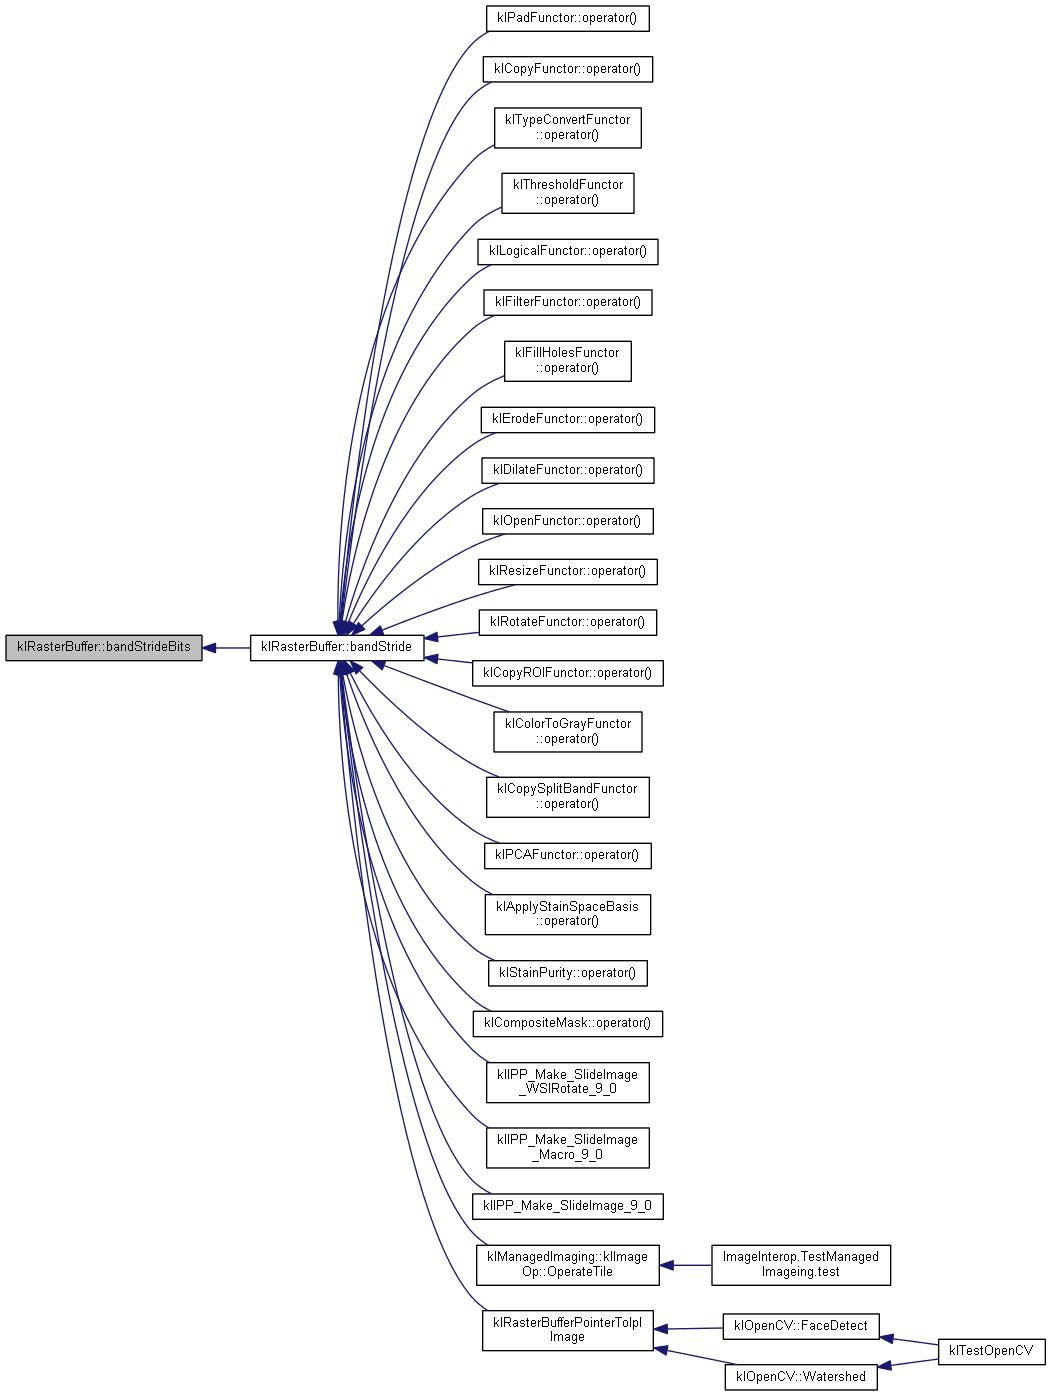 klPadFunctor::operator()
klCopyFunctor::operator()
klTypeConvertFunctor
::operator()
klThresholdFunctor
::operator()
klLogicalFunctor::operator()
klFilterFunctor::operator()
klFillHolesFunctor
::operator()
klErodeFunctor::operator()
klDilateFunctor::operator()
klOpenFunctor::operator()
klResizeFunctor::operator()
klRotateFunctor::operator()
klRasterBuffer::bandStrideBits
klRasterBuffer::bandStride
klCopyROIFunctor::operator()
klColorToGrayFunctor
::operator()
klCopySplitBandFunctor
::operator()
klPCAFunctor::operator()
klApplyStainSpaceBasis
::operator()
klStainPurity::operator()
klCompositeMask::operator()
klIPP_Make_SlideImage
_WSIRotate_9_0
klIPP_Make_SlideImage
_Macro_9_0
klIPP_Make_SlideImage_9_0
klManagedImaging::klImage
Op::OperateTile
ImageInterop.TestManaged
Imageing.test
klRasterBufferPointerToIpl
Image
klOpenCV::FaceDetect
klTestOpenCV
klOpenCV::Watershed